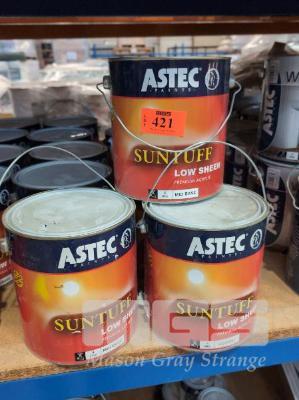 ASTEC
PAINTS
LOT
421
SUNTUFF
LOW SHEEN
PREMIUM ACRYLIC
MID BASE
ASTEC
PAINTS
SUNTUFF
LOW SHEEN
ASTEC
PAINTS
SUNTUFF
LOW SHEEN
Mason Gray Strange